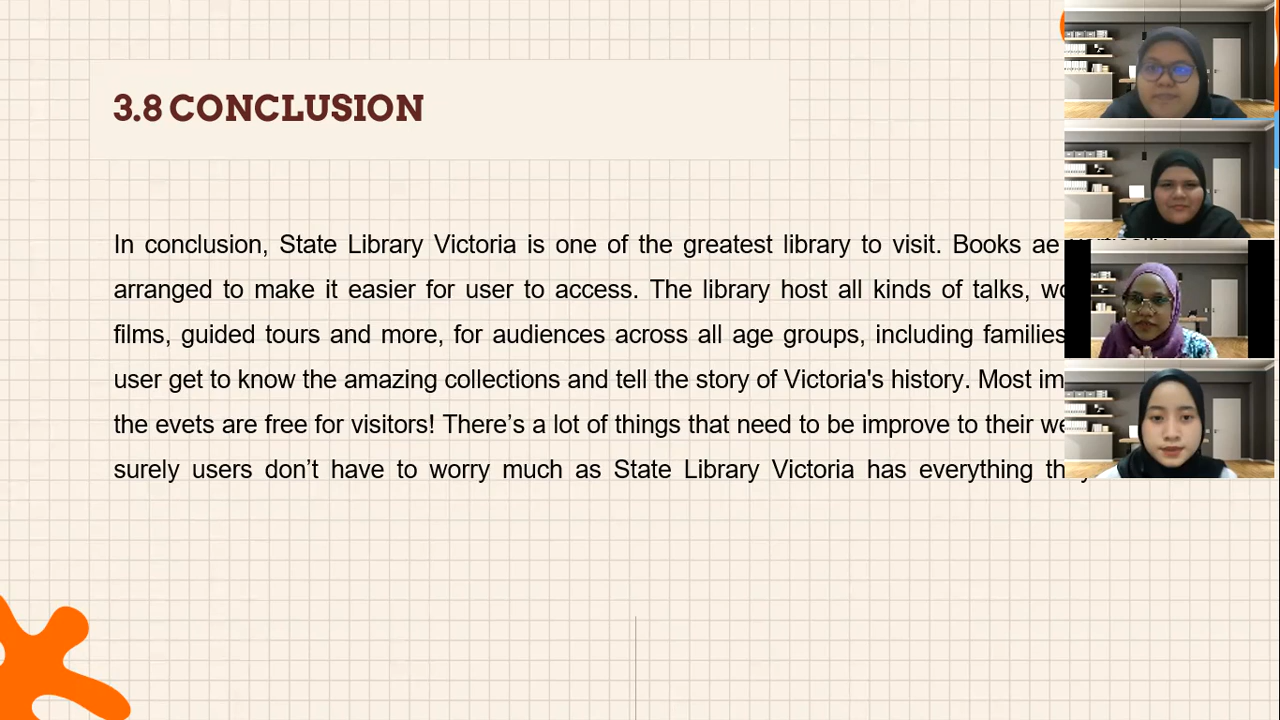 3.8 CONCLUSION
In conclusion, State Library Victoria is one of the greatest library to visit. Books ae
arranged to make it easier for user to access. The library host all kinds of talks,
films, guided tours and more, for audiences across all age groups, including families
user get to know the amazing collections and tell the story of Victoria's history. Most
the evets are free for visitors! There’s a lot of things that need to be improve to their
surely users don’t have to worry much as State Library Victoria has everything